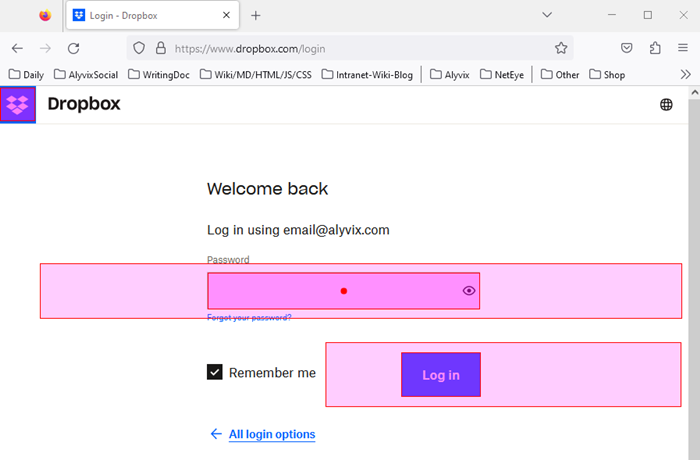 Login - Dropbox
https://www.dropbox.com/login
Daily AlyvixSocial WritingDoc Wiki/MD/HTML/JS/CSS Intranet-Wiki-Blog Alyvix NetEye Other Shop
Dropbox
Welcome back
Log in using email@alyvix.com
Password
Forgot your password?
Remember me Log in
All login options